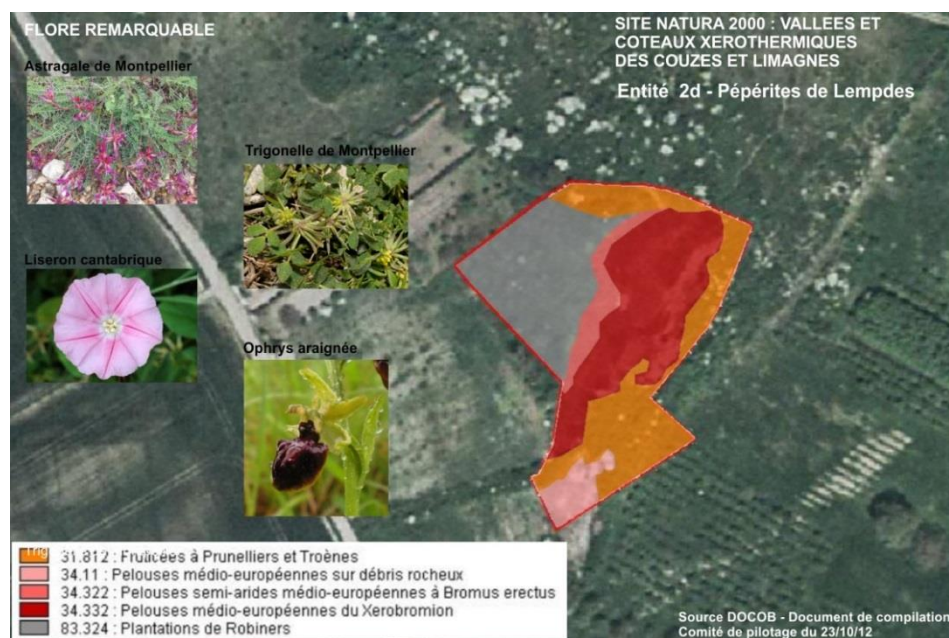 FLORE REMARQUABLE
SITE NATURA 2000 : VALLEES ET
COTEAUX XEROTHERMIQUES
DES COUZES ET LIMAGNES
Entité 2d - Pépérites de Lempdes
Astragale de Montpellier
Trigonelle de Montpellier
Liseron cantabrique
Ophrys araignée
31.812 : Fruticées à Prunelliers et Troènes
34.11 : Pelouses médio-européennes sur débris rocheux
34.322 : Pelouses semi-arides médio-européennes à Bromus erectus
34.332 : Pelouses médio-européennes du Xerobromion
83.324 : Plantations de Robiners
Source DOCOB - Document de compilation
Comité de pilotage du 23/10/12